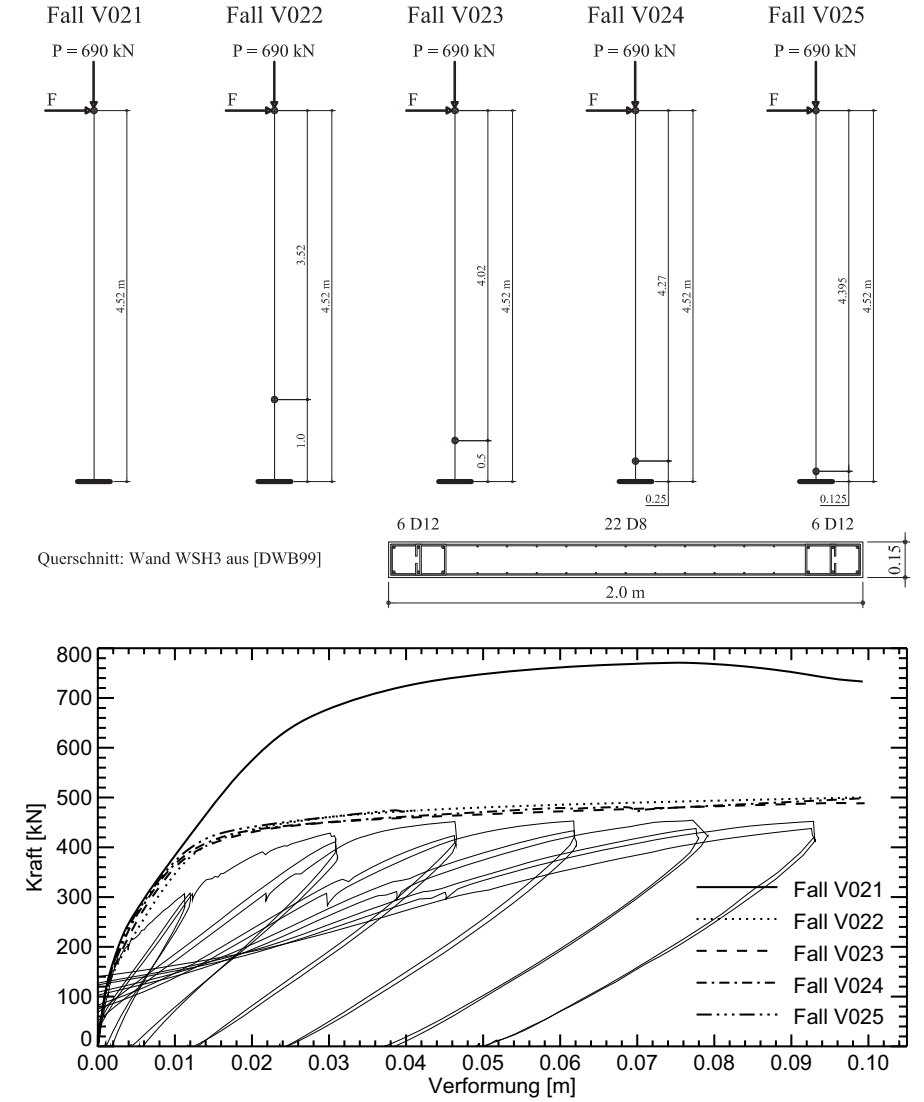 Fall V021 Fall V022 Fall V023 Fall V024 Fall V025
P = 690 kN P = 690 kN P = 690 kN P = 690 kN P = 690 kN
F F F F F
4.52 m
3.52
1.0
4.52 m
4.02
0.5
4.52 m
4.27
0.25
4.52 m
4.395
0.125
4.52 m
6 D12 22 D8 6 D12
Querschnitt: Wand WSH3 aus [DWB99]
0.15
2.0 m
800
700
600
500
400
300
200
100
0
Kraft [kN]
Fall V021
Fall V022
Fall V023
Fall V024
Fall V025
0.00 0.01 0.02 0.03 0.04 0.05 0.06 0.07 0.08 0.09 0.10
Verformung [m]